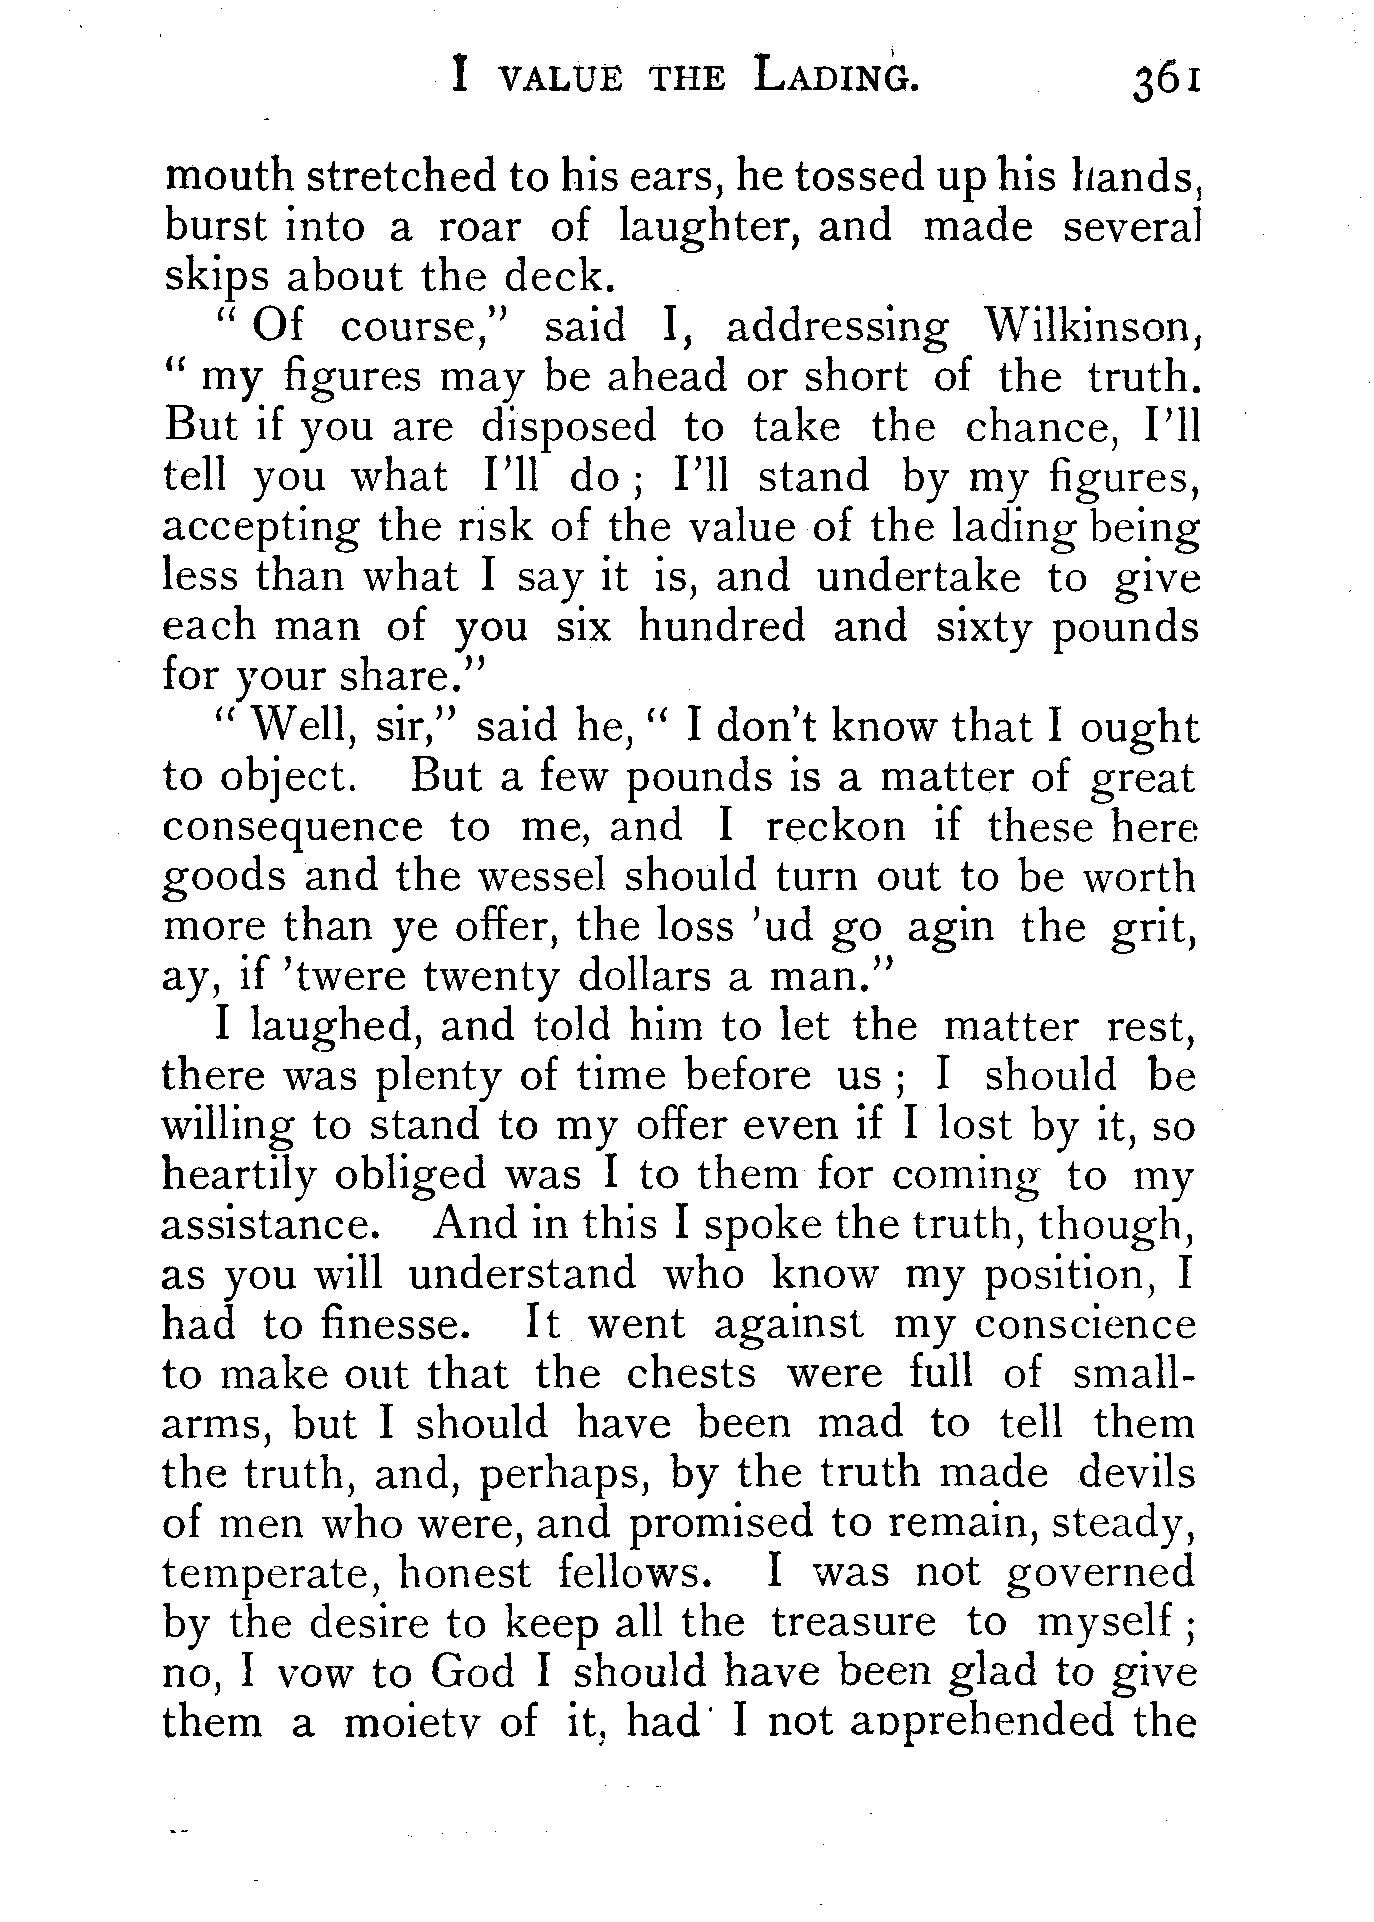 I VALUE THE LADING. 361
mouth stretched to his ears, he tossed up his hands,
burst into a roar of laughter, and made several
skips about the deck.
" Of course," said I, addressing Wilkinson,
" my figures may be ahead or short of the truth.
But if you are disposed to take the chance, I'll
tell you what I'll do ; I'll stand by my figures,
accepting the risk of the value of the lading being
less than what I say it is, and undertake to give
each man of you six hundred and sixty pounds
for your share."
" Well, sir," said he, " I don't know that I ought
to object. But a few pounds is a matter of great
consequence to me, and I reckon if these here
goods and the wessel should turn out to be worth
more than ye offer, the loss 'ud go agin the grit,
ay, if 'twere twenty dollars a man."
I laughed, and told him to let the matter rest,
there was plenty of time before us ; I should be
willing to stand to my offer even if I lost by it, so
heartily obliged was I to them for coming to my
assistance. And in this I spoke the truth, though,
as you will understand who know my position, I
had to finesse. It went against my conscience
to make out that the chests were full of small-
arms, but I should have been mad to tell them
the truth, and, perhaps, by the truth made devils
of men who were, and promised to remain, steady,
temperate, honest fellows. I was not governed
by the desire to keep all the treasure to myself ;
no, I vow to God I should have been glad to give
them a moiety of it, had I not apprehended the